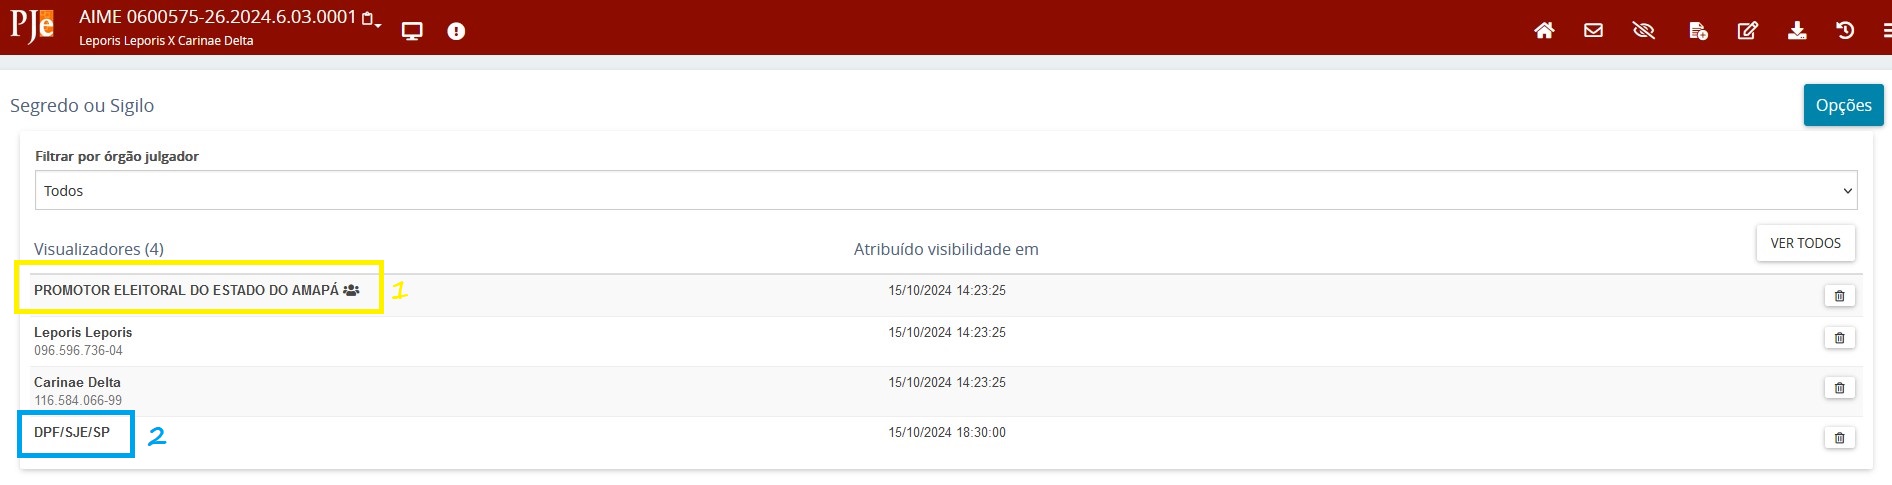 PJe
AIME 0600575-26.2024.6.03.0001
Leporis Leporis X Carinae Delta
Segredo ou Sigilo
Opções
Filtrar por órgão julgador
Todos
Visualizadores (4)
Atribuído visibilidade em
VER TODOS
PROMOTOR ELEITORAL DO ESTADO DO AMAPÁ
1
15/10/2024 14:23:25
Leporis Leporis
096.596.736-04
15/10/2024 14:23:25
Carinae Delta
116.584.066-99
15/10/2024 14:23:25
DPF/SJE/SP
2
15/10/2024 18:30:00